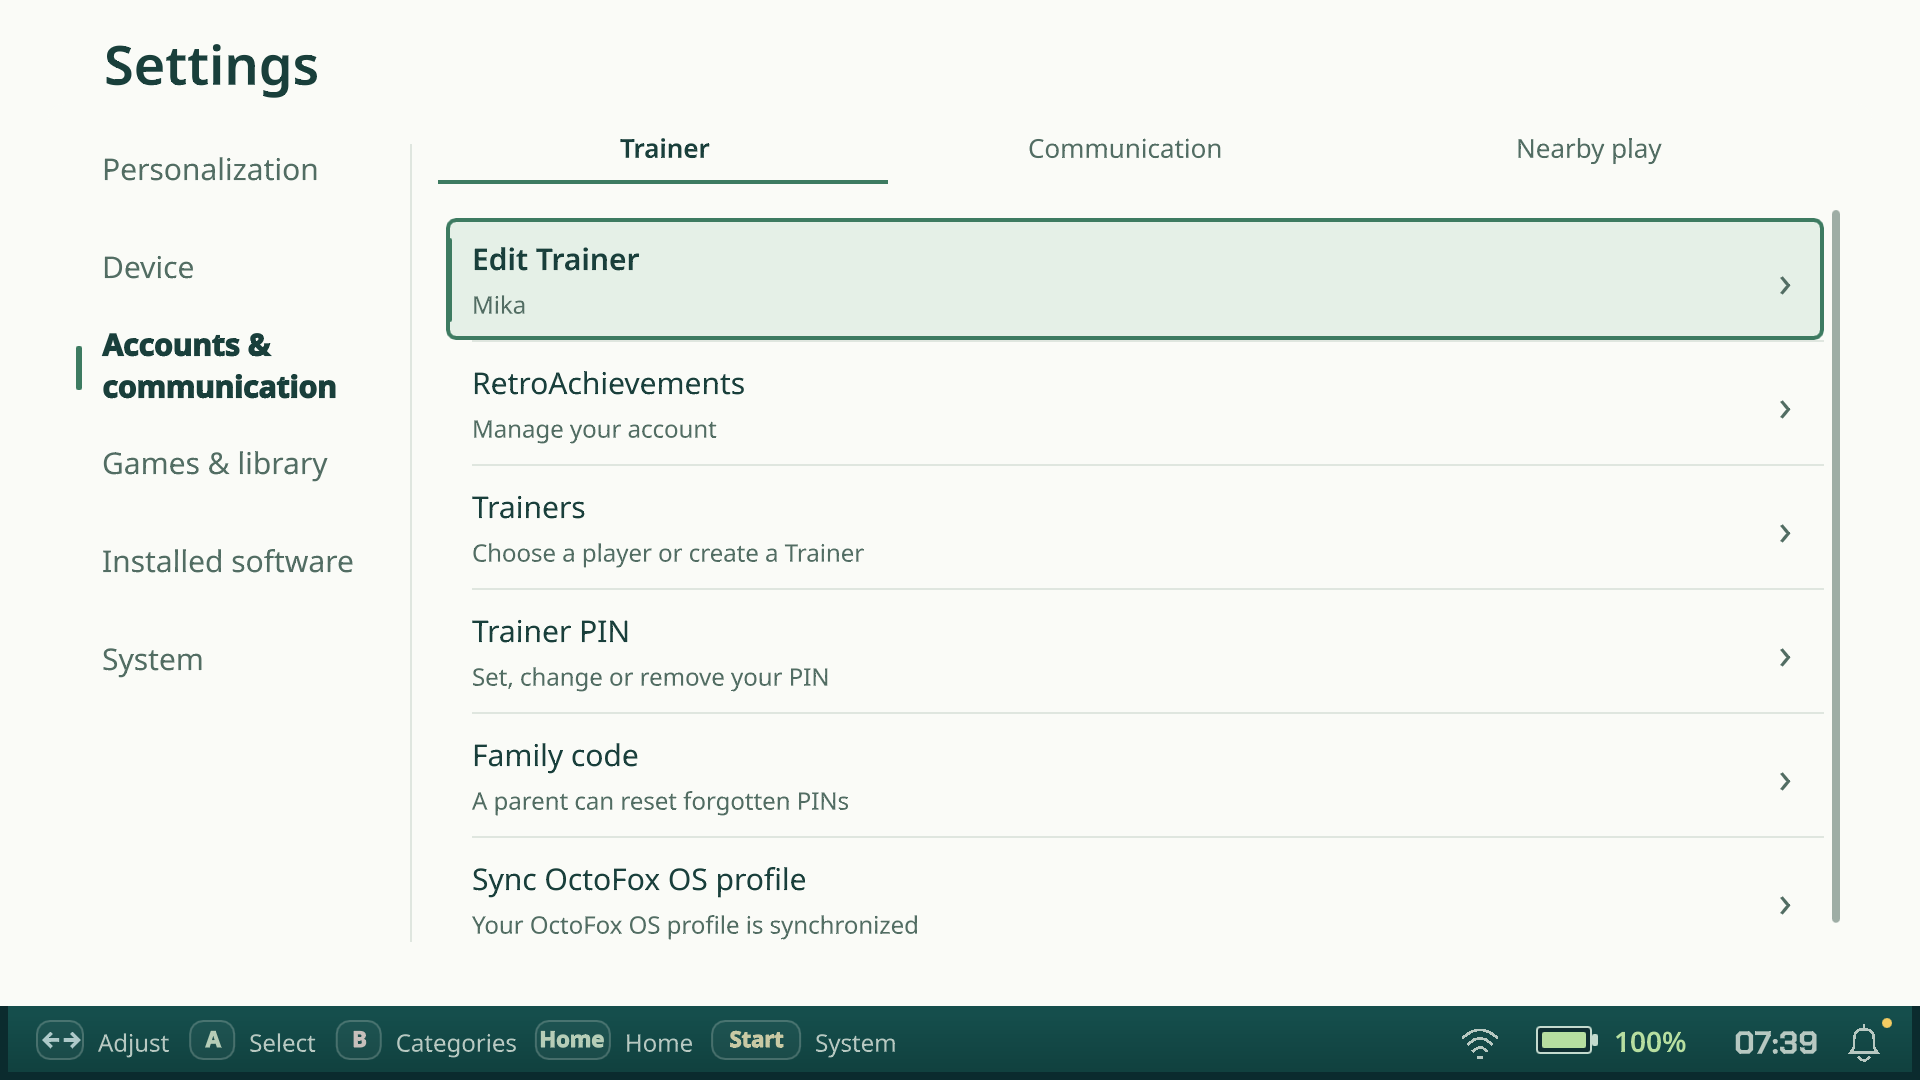 Settings
Personalization
Device
Accounts &
communication
Games & library
Installed software
System
Trainer
Communication
Nearby play
Edit Trainer
Mika
RetroAchievements
Manage your account
Trainers
Choose a player or create a Trainer
Trainer PIN
Set, change or remove your PIN
Family code
A parent can reset forgotten PINs
Sync OctoFox OS profile
Your OctoFox OS profile is synchronized
Adjust A Select B Categories Home Home Start System 100% 07:39